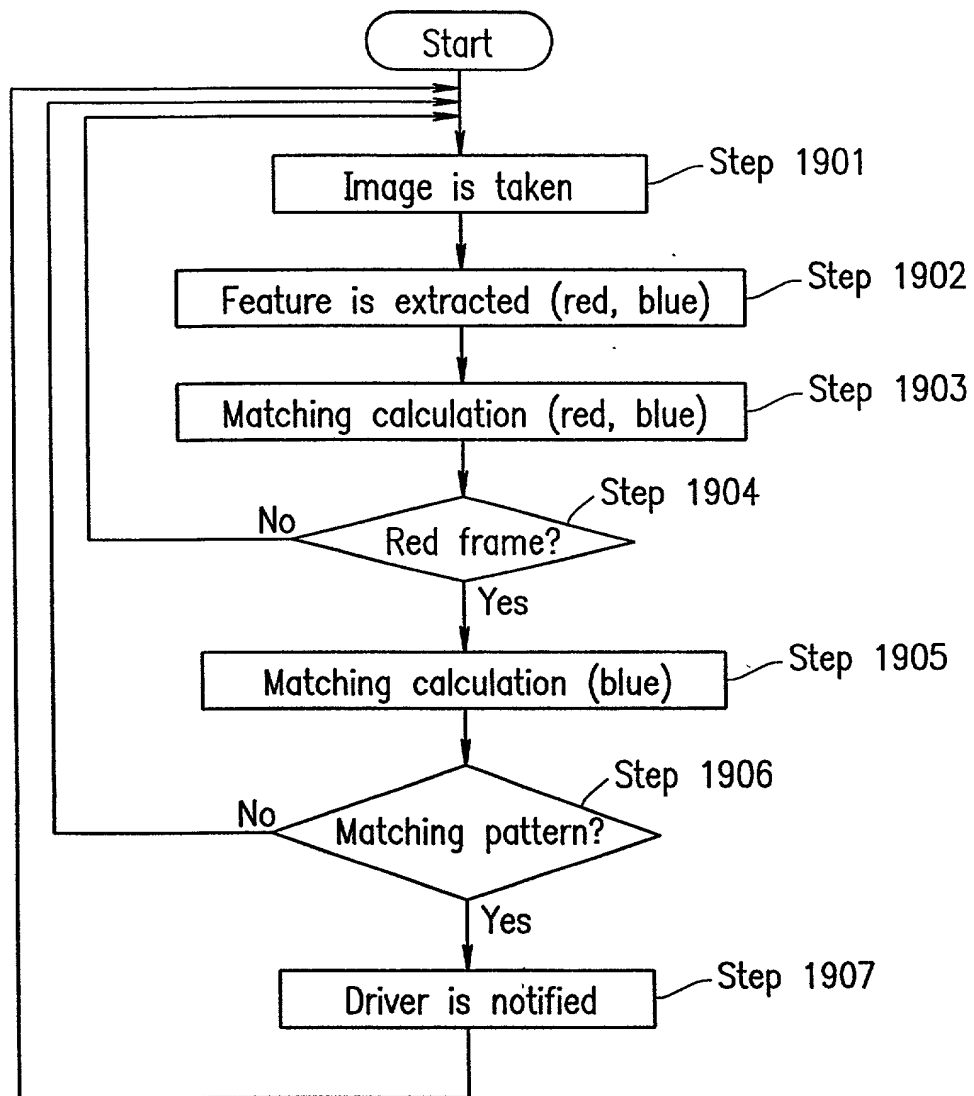 Start
Image is taken
Step 1901
Feature is extracted (red, blue)
Step 1902
Matching calculation (red, blue)
Step 1903
Step 1904
No
Red frame?
Yes
Matching calculation (blue)
Step 1905
Step 1906
No
Matching pattern?
Yes
Driver is notified
Step 1907